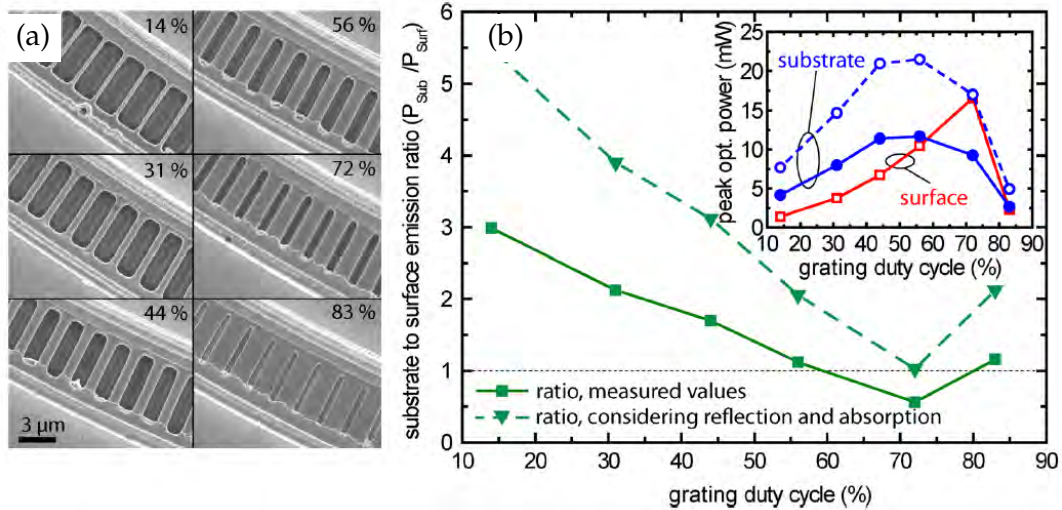 (a)
14 %
56 %
31 %
72 %
44 %
83 %
3 μm
(b)
substrate to surface emission ratio (P_Sub /P_Surf)
6
5
4
3
2
1
0
10 20 30 40 50 60 70 80 90
grating duty cycle (%)
ratio, measured values
ratio, considering reflection and absorption
peak opt. power (mW)
25
20
15
10
5
0
10 20 30 40 50 60 70 80 90
grating duty cycle (%)
substrate
surface